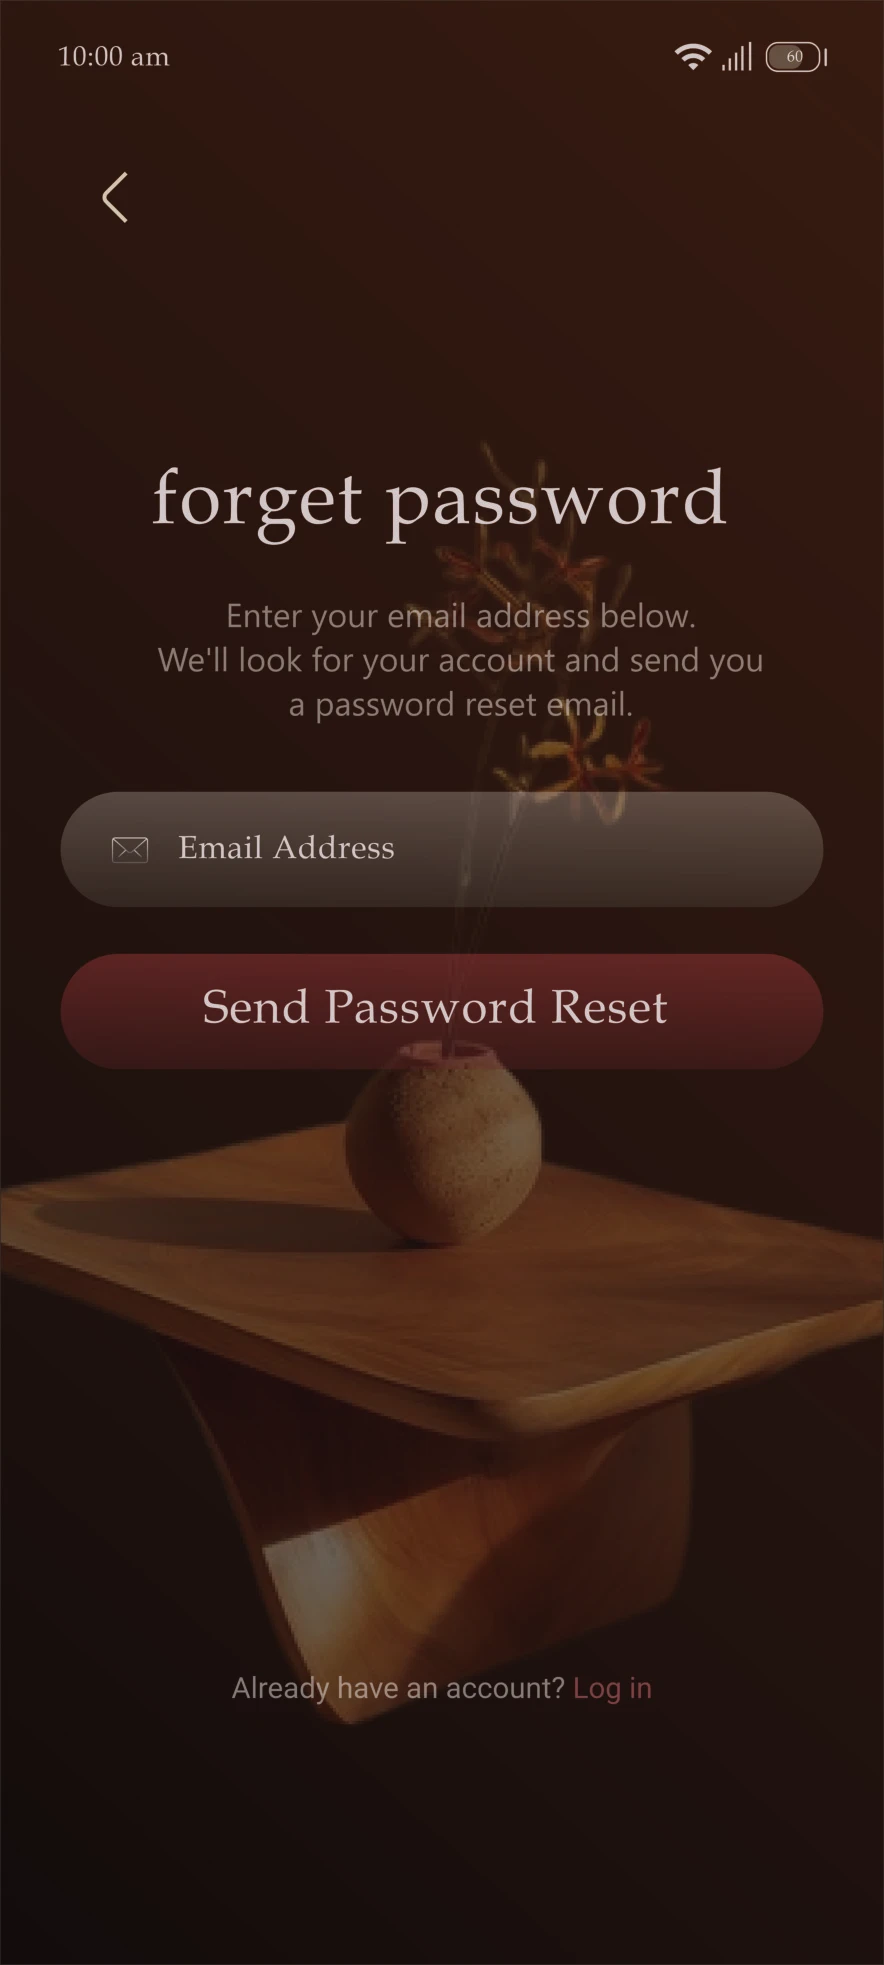 10:00 am
60
forget password
Enter your email address below.
We'll look for your account and send you
a password reset email.
Email Address
Send Password Reset
Already have an account? Log in